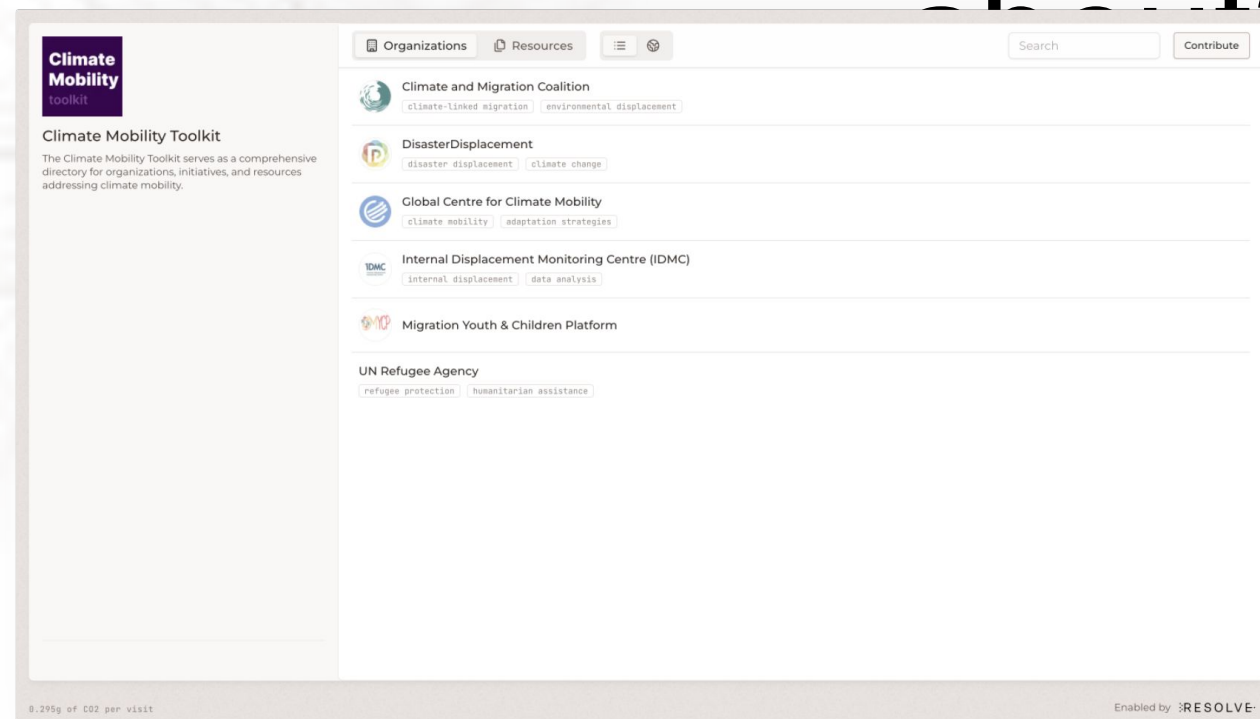 about
Climate
Mobility
toolkit
Climate Mobility Toolkit
The Climate Mobility Toolkit serves as a comprehensive
directory for organizations, initiatives, and resources
addressing climate mobility.
Organizations Resources Search Contribute
Climate and Migration Coalition
climate-linked migration environmental displacement
DisasterDisplacement
disaster displacement climate change
Global Centre for Climate Mobility
climate mobility adaptation strategies
IDMC
Internal Displacement Monitoring Centre (IDMC)
internal displacement data analysis
MYCP
Migration Youth & Children Platform
UN Refugee Agency
refugee protection humanitarian assistance
0.295g of CO2 per visit
Enabled by RESOLVE